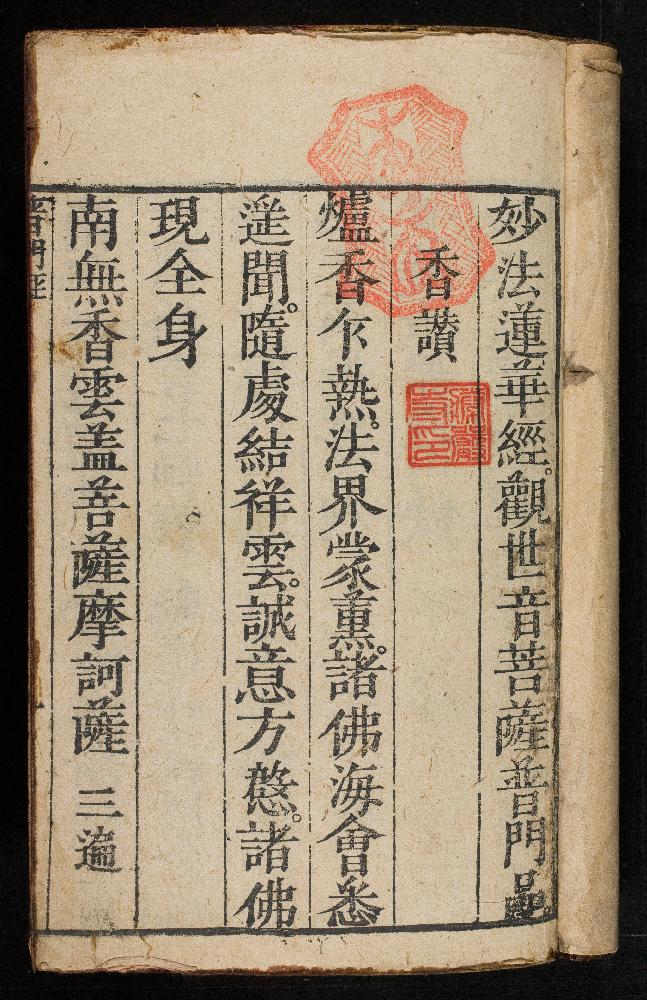 妙法蓮華經。觀世音菩薩普門品
香讚
爐香乍熱。法界蒙熏。諸佛海會悉
遙聞。隨處結祥雲。誠意方慇。諸佛
現全身
南無香雲盖菩薩摩訶薩 三遍
普門經